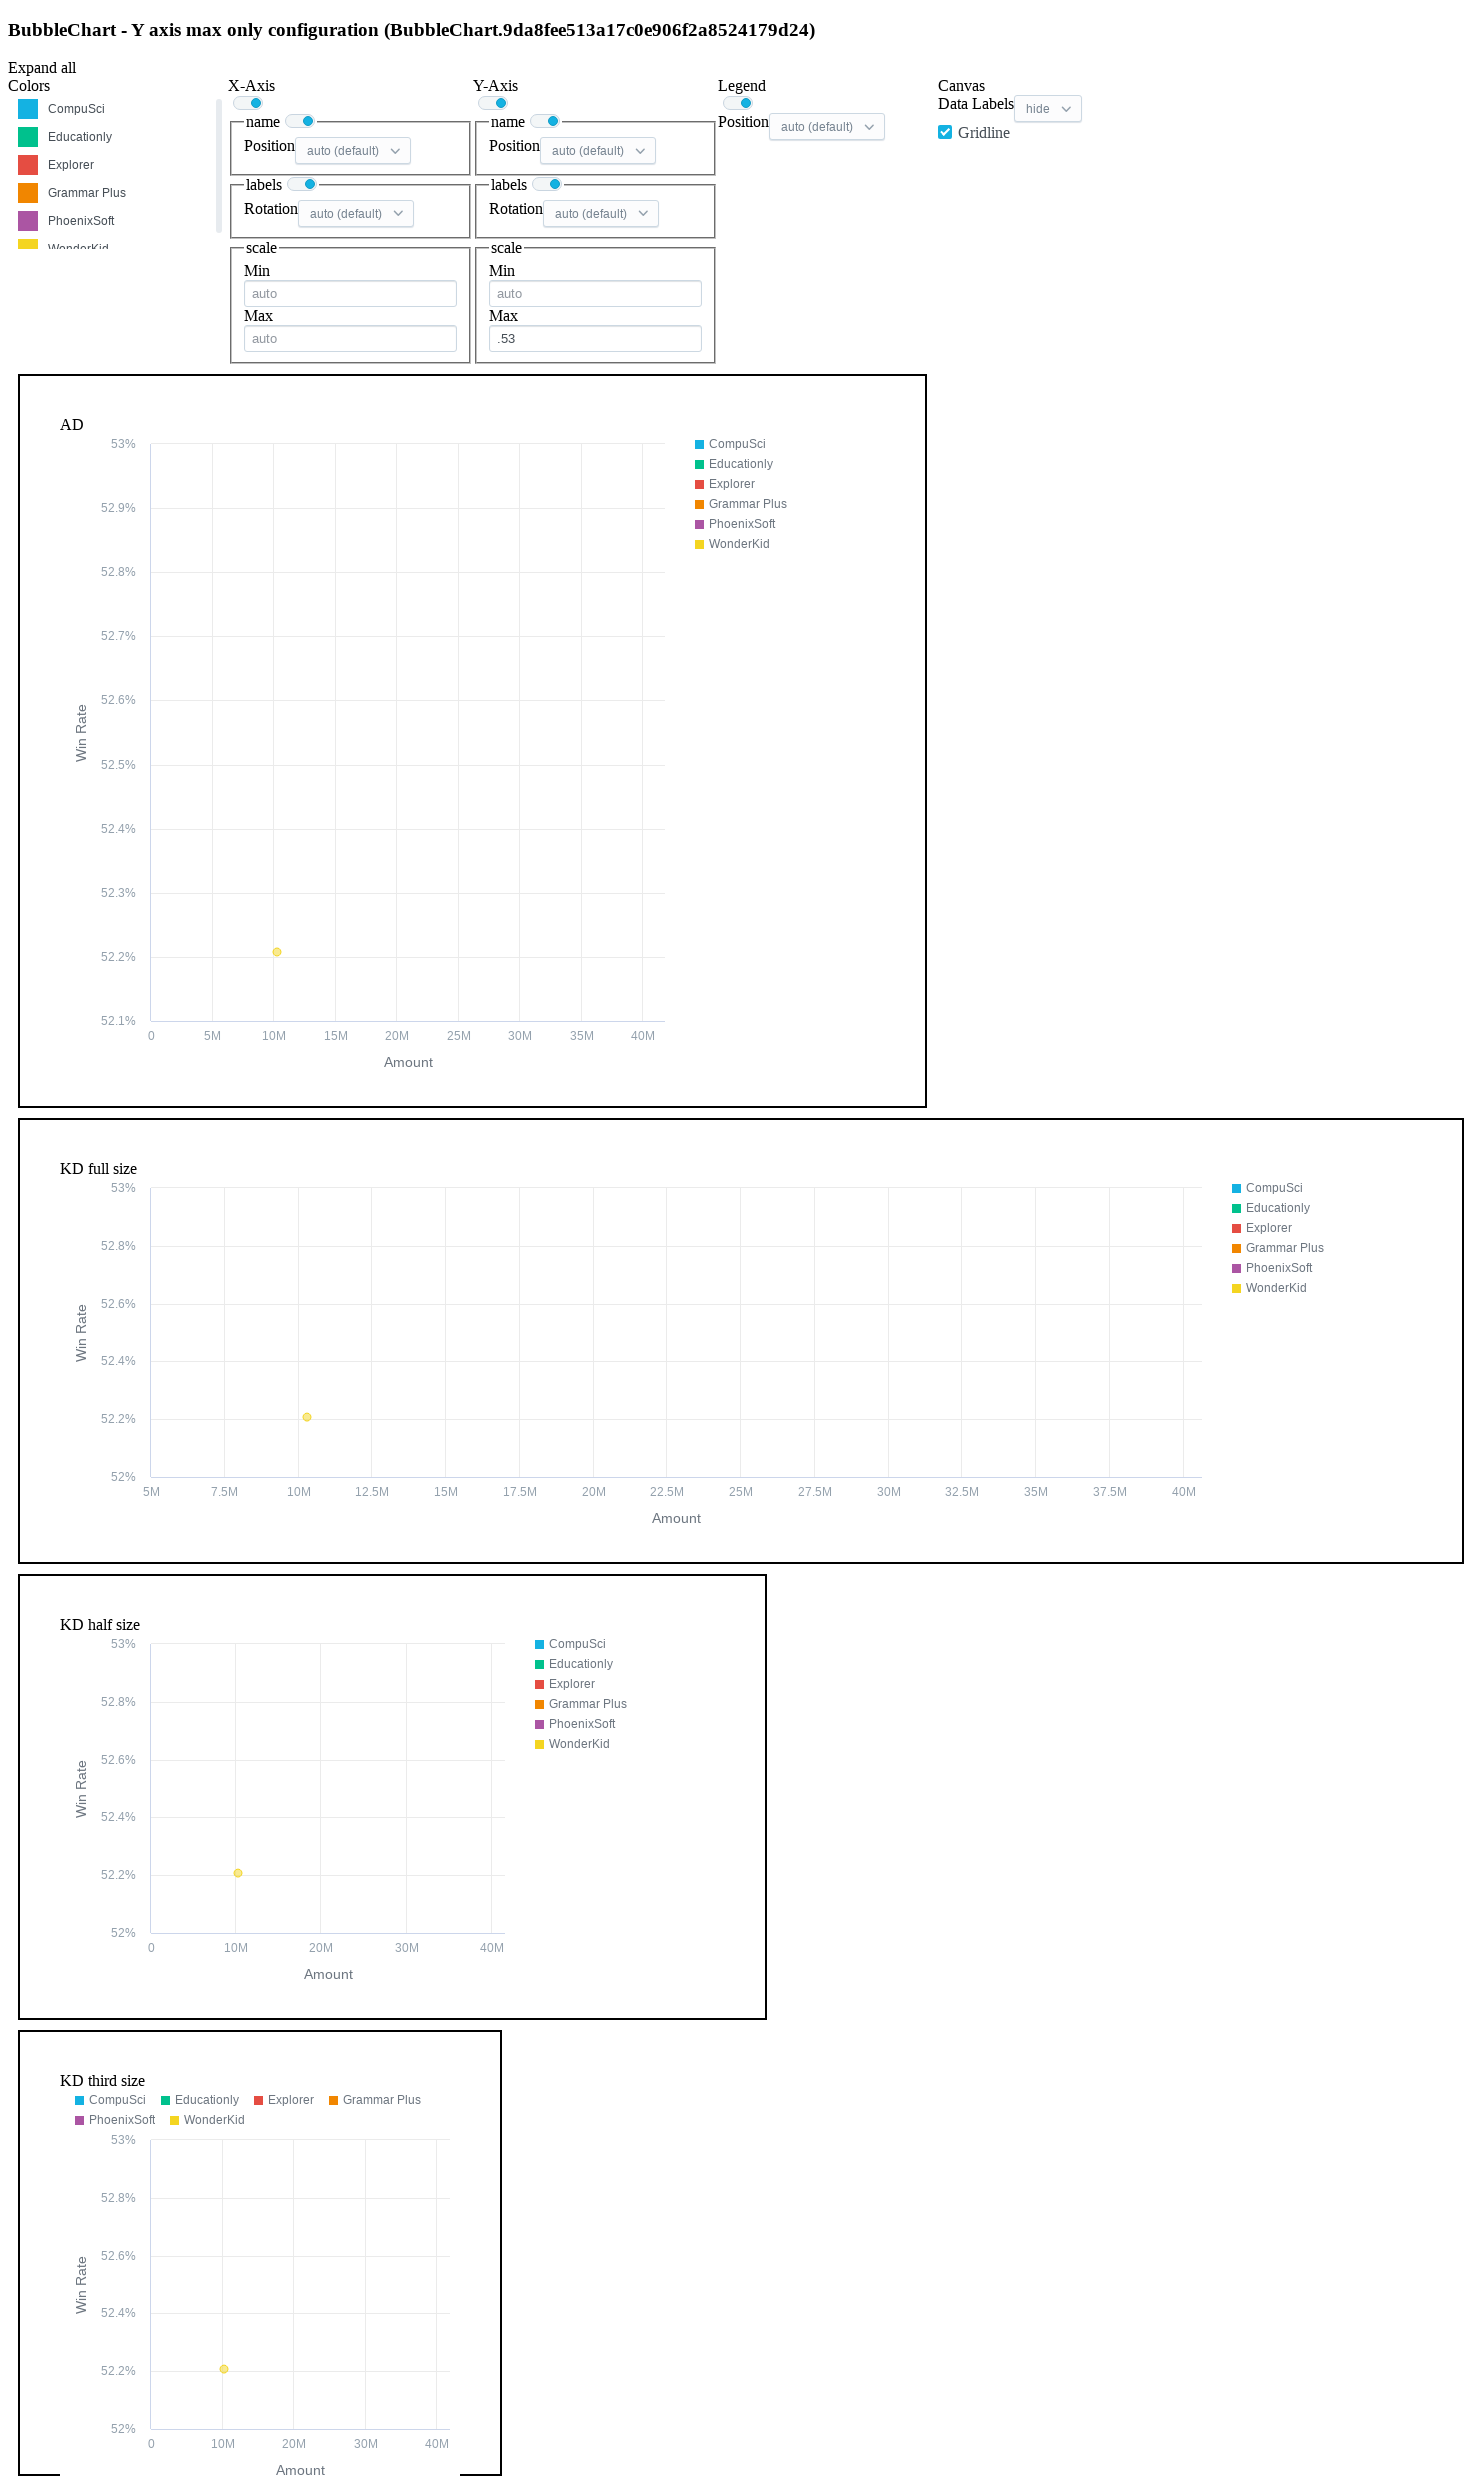 BubbleChart - Y axis max only configuration (BubbleChart.9da8fee513a17c0e906f2a8524179d24)
Expand all
Colors
CompuSci
Educationly
Explorer
Grammar Plus
PhoenixSoft
WonderKid
X-Axis
name
Position auto (default)
labels
Rotation auto (default)
scale
Min
auto
Max
auto
Y-Axis
name
Position auto (default)
labels
Rotation auto (default)
scale
Min
auto
Max
.53
Legend
Position auto (default)
Canvas
Data Labels hide
Gridline
AD
53%
52.9%
52.8%
52.7%
52.6%
52.5%
52.4%
52.3%
52.2%
52.1%
Win Rate
0 5M 10M 15M 20M 25M 30M 35M 40M
Amount
CompuSci
Educationly
Explorer
Grammar Plus
PhoenixSoft
WonderKid
KD full size
53%
52.8%
52.6%
52.4%
52.2%
52%
Win Rate
5M 7.5M 10M 12.5M 15M 17.5M 20M 22.5M 25M 27.5M 30M 32.5M 35M 37.5M 40M
Amount
CompuSci
Educationly
Explorer
Grammar Plus
PhoenixSoft
WonderKid
KD half size
53%
52.8%
52.6%
52.4%
52.2%
52%
Win Rate
0 10M 20M 30M 40M
Amount
CompuSci
Educationly
Explorer
Grammar Plus
PhoenixSoft
WonderKid
KD third size
CompuSci Educationly Explorer Grammar Plus
PhoenixSoft WonderKid
53%
52.8%
52.6%
52.4%
52.2%
52%
Win Rate
0 10M 20M 30M 40M
Amount